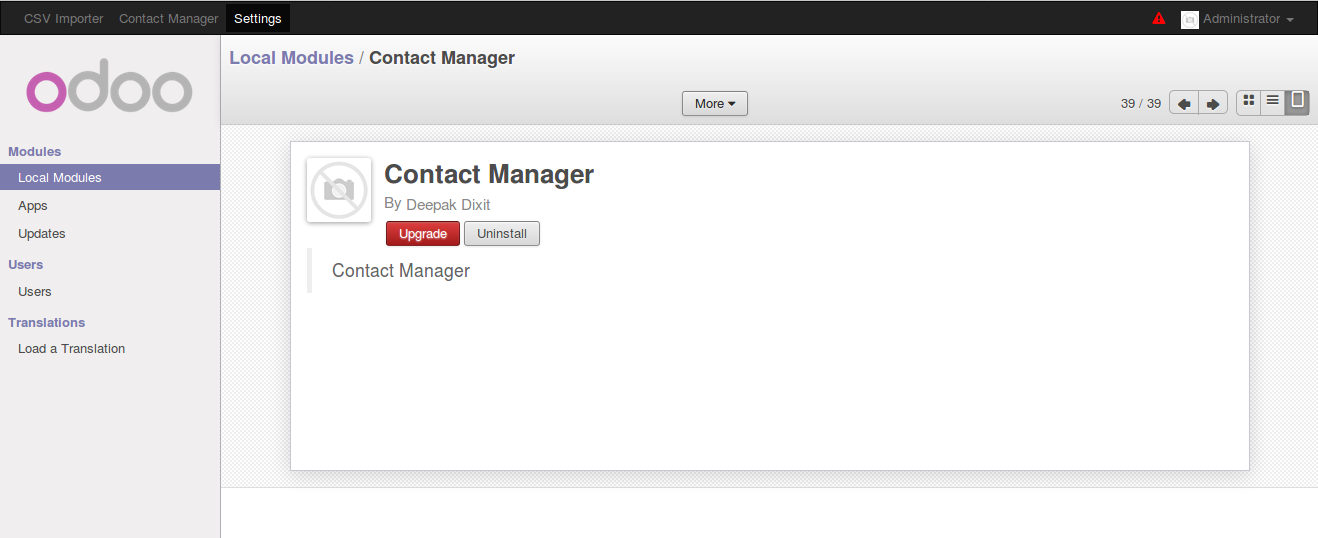 CSV Importer Contact Manager Settings Administrator
odoo
Local Modules / Contact Manager
More
39 / 39
Modules
Local Modules
Apps
Updates
Users
Users
Translations
Load a Translation
Contact Manager
By Deepak Dixit
Upgrade Uninstall
Contact Manager